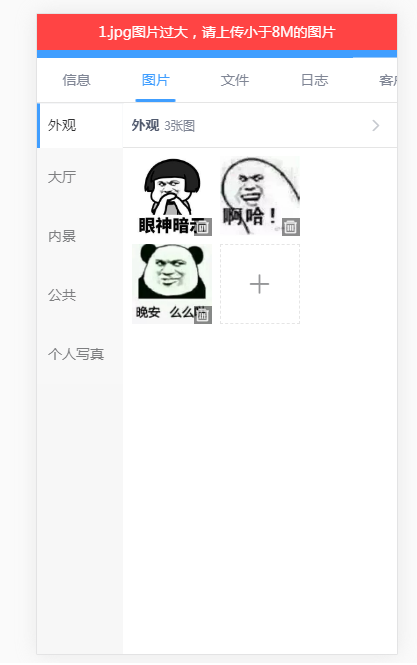 1.jpg图片过大，请上传小于8M的图片
信息 图片 文件 日志
外观
外观 3张图
大厅
内景
公共
个人写真
眼神暗示
啊哈！
晚安 么么